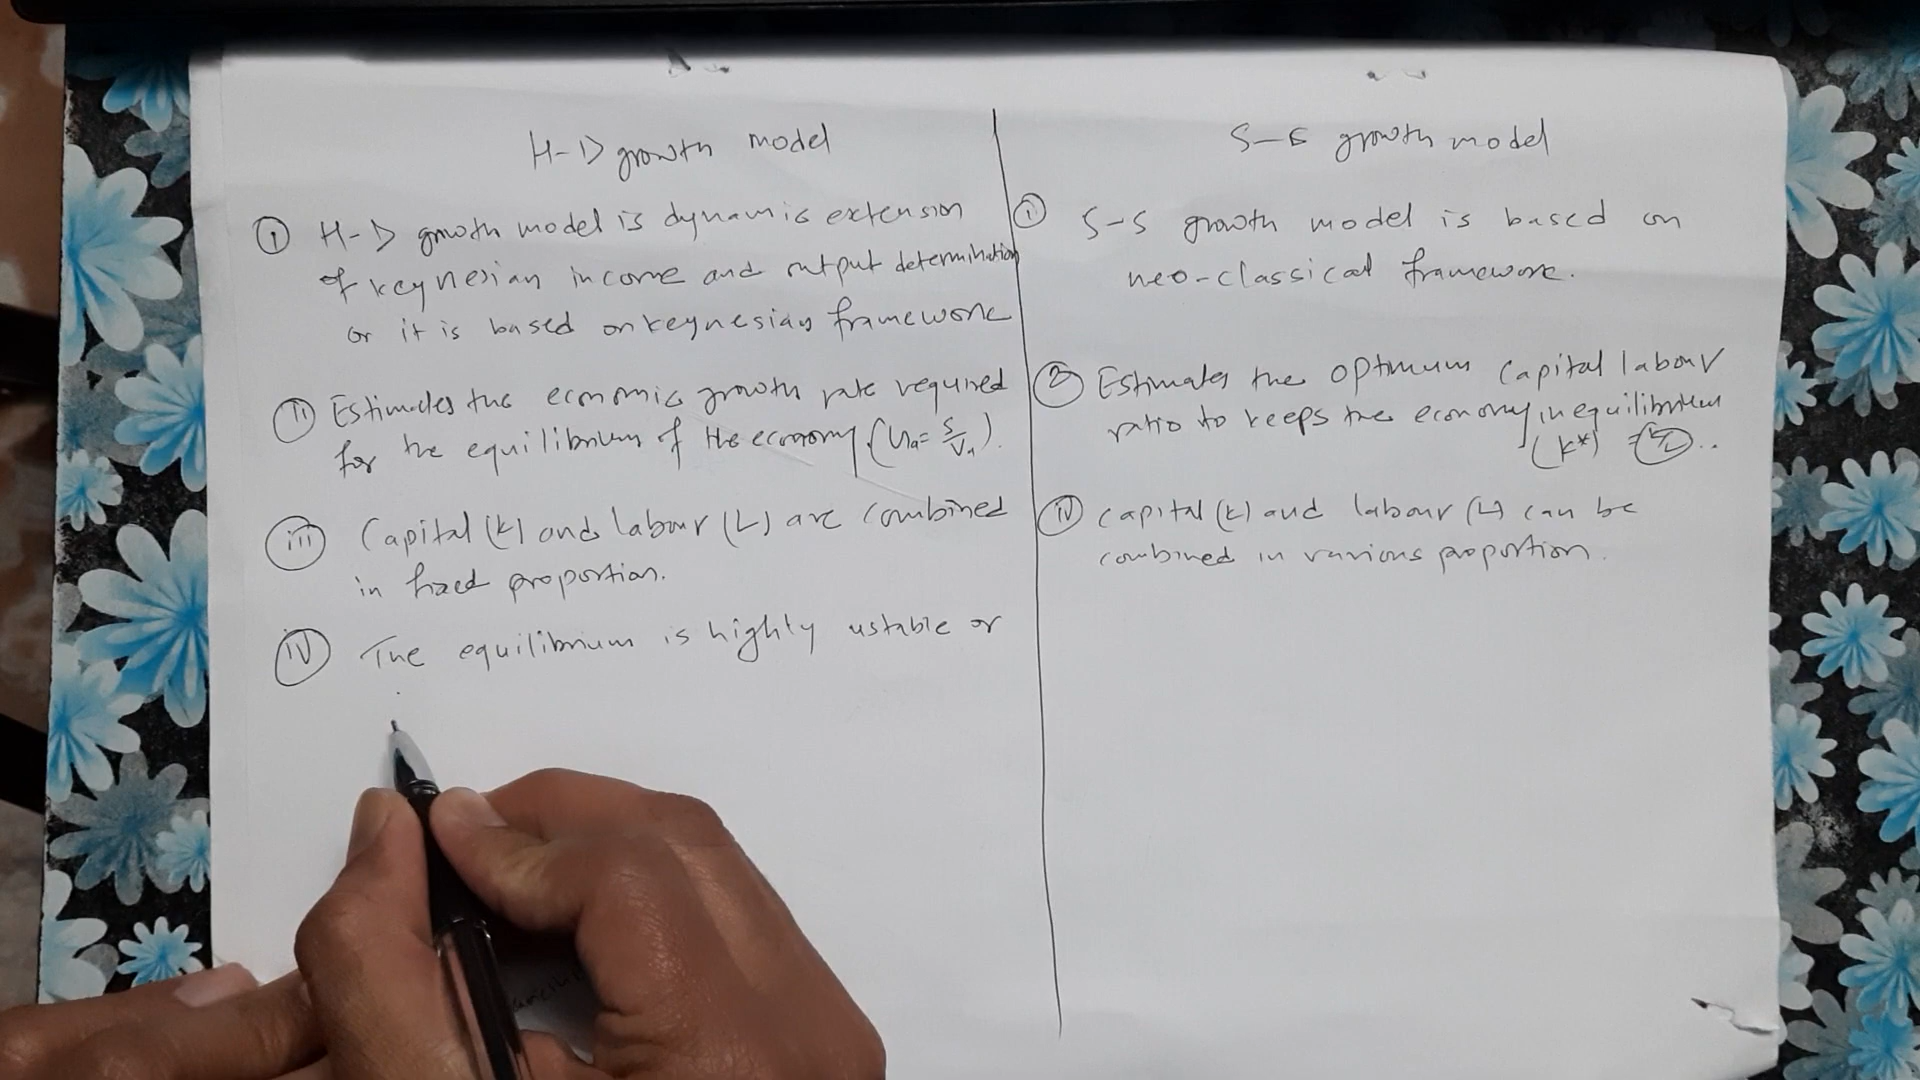 H-D growth model
① H-D growth model is dynamic extension
of keynesian income and output determination
or it is based on keynesian framework
ii Estimates the economic growth rate required
for the equilibrium of the economy
iii Capital (K) and labour (L) are combined
in fixed proportion.
iv The equilibrium is highly ustable or
S-S growth model
① S-S growth model is based on
neo-classical framework.
② Estimates the optimum capital labour
ratio to keeps the economy in equilibrium
(k*)
iv capital (K) and labour (L) can be
combined in various proportion.